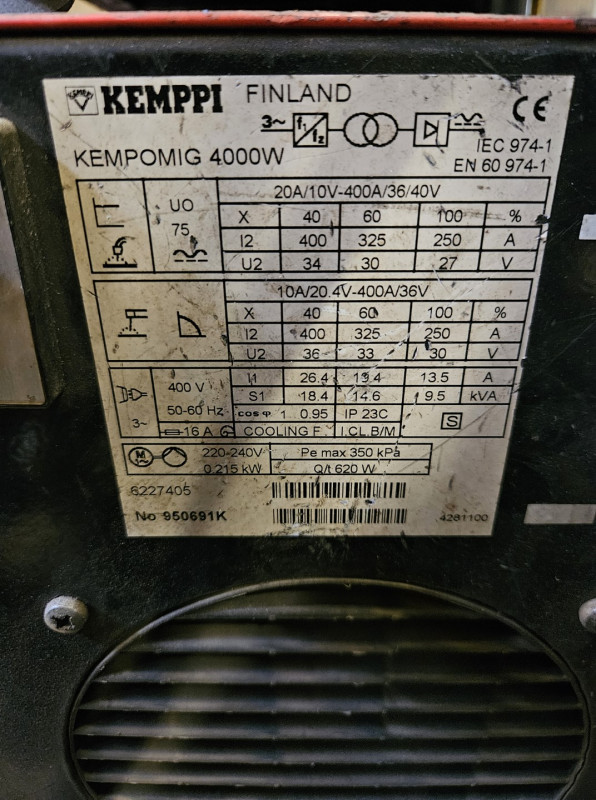 KEMPPI FINLAND
CE
3~ f1 f2
IEC 974-1
KEMPOMIG 4000W
EN 60 974-1
UO 75
20A/10V-400A/36/40V
X 40 60 100 %
I2 400 325 250 A
U2 34 30 27 V
10A/20.4V-400A/36V
X 40 60 100 %
I2 400 325 250 A
U2 36 33 30 V
3~ 400 V
50-60 Hz
16 A
I1 26.4 13.5 A
S1 18.4 14.6 9.5 kVA
cos φ 0.95 IP 23C S
COOLING F. I.CL.B/M
M 220-240V Pe max 350 kPa
0.215 kW Q/t 620 W
6227405
No 950691K 4261100